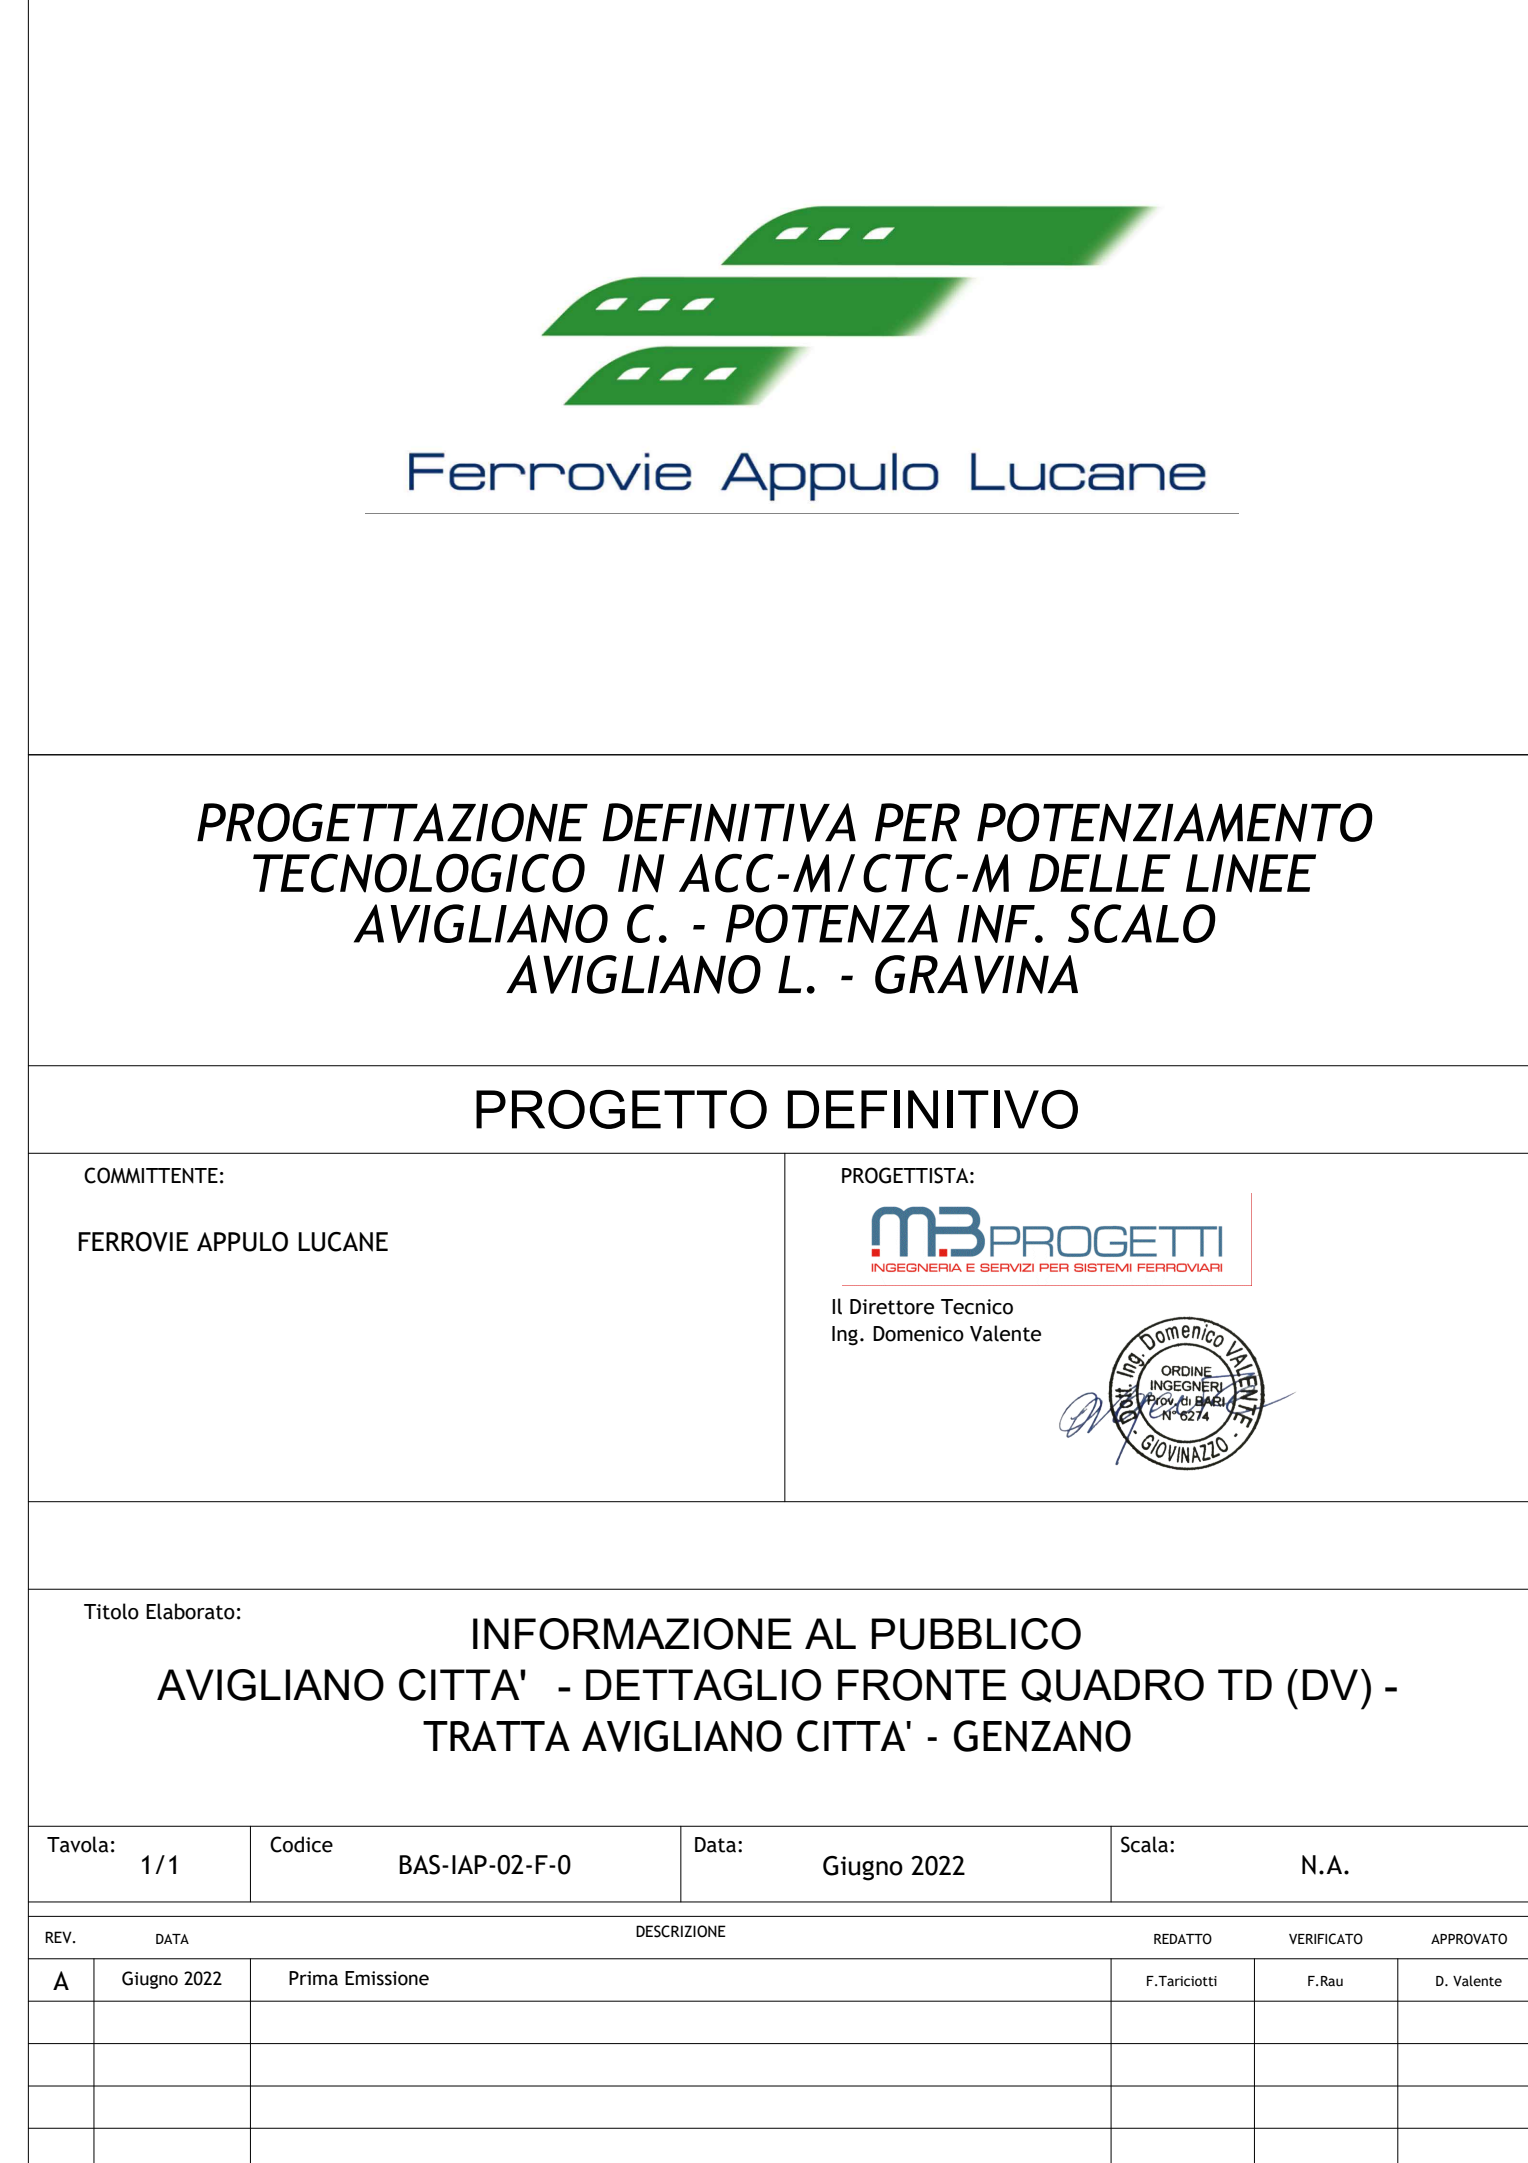 Ferrovie Appulo Lucane
PROGETTAZIONE DEFINITIVA PER POTENZIAMENTO
TECNOLOGICO IN ACC-M/CTC-M DELLE LINEE
AVIGLIANO C. - POTENZA INF. SCALO
AVIGLIANO L. - GRAVINA
PROGETTO DEFINITIVO
COMMITTENTE:
FERROVIE APPULO LUCANE
PROGETTISTA:
MB PROGETTI
INGEGNERIA E SERVIZI PER SISTEMI FERROVIARI
Il Direttore Tecnico
Ing. Domenico Valente
Dott. Ing. Domenico VALENTE
ORDINE
INGEGNERI
Prov. di BARI
N° 6274
- GIOVINAZZO -
Titolo Elaborato:
INFORMAZIONE AL PUBBLICO
AVIGLIANO CITTA' - DETTAGLIO FRONTE QUADRO TD (DV) -
TRATTA AVIGLIANO CITTA' - GENZANO
Tavola: 1/1 Codice BAS-IAP-02-F-0 Data: Giugno 2022 Scala: N.A.
REV. DATA DESCRIZIONE REDATTO VERIFICATO APPROVATO
A Giugno 2022 Prima Emissione F.Tariciotti F.Rau D. Valente